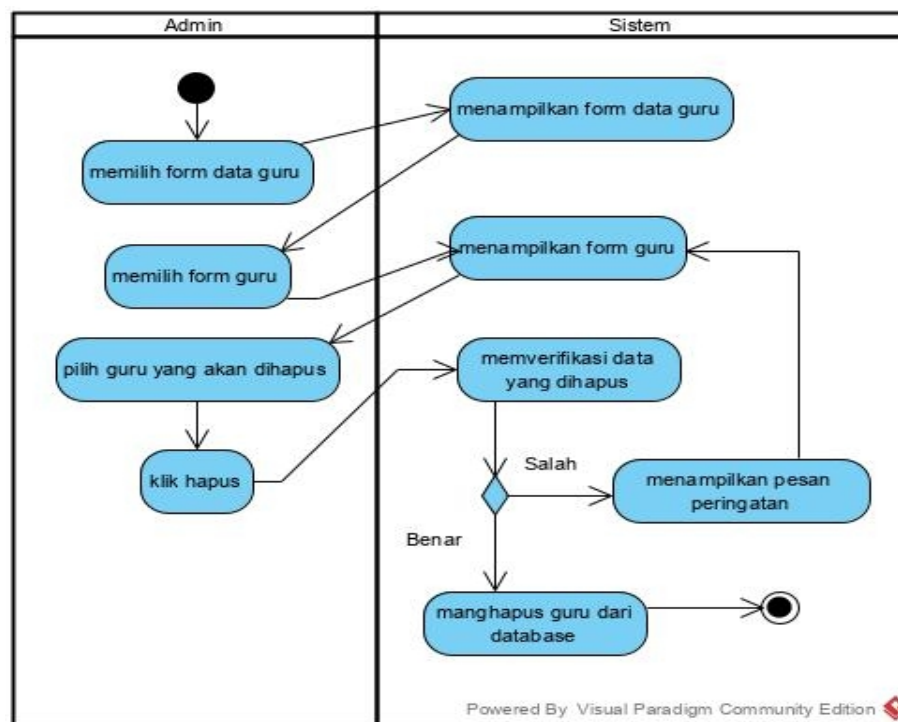 Admin
Sistem
menampilkan form data guru
memilih form data guru
menampilkan form guru
memilih form guru
pilih guru yang akan dihapus
memverifikasi data
yang dihapus
klik hapus
Salah
menampilkan pesan
peringatan
Benar
manghapus guru dari
database
Powered By Visual Paradigm Community Edition